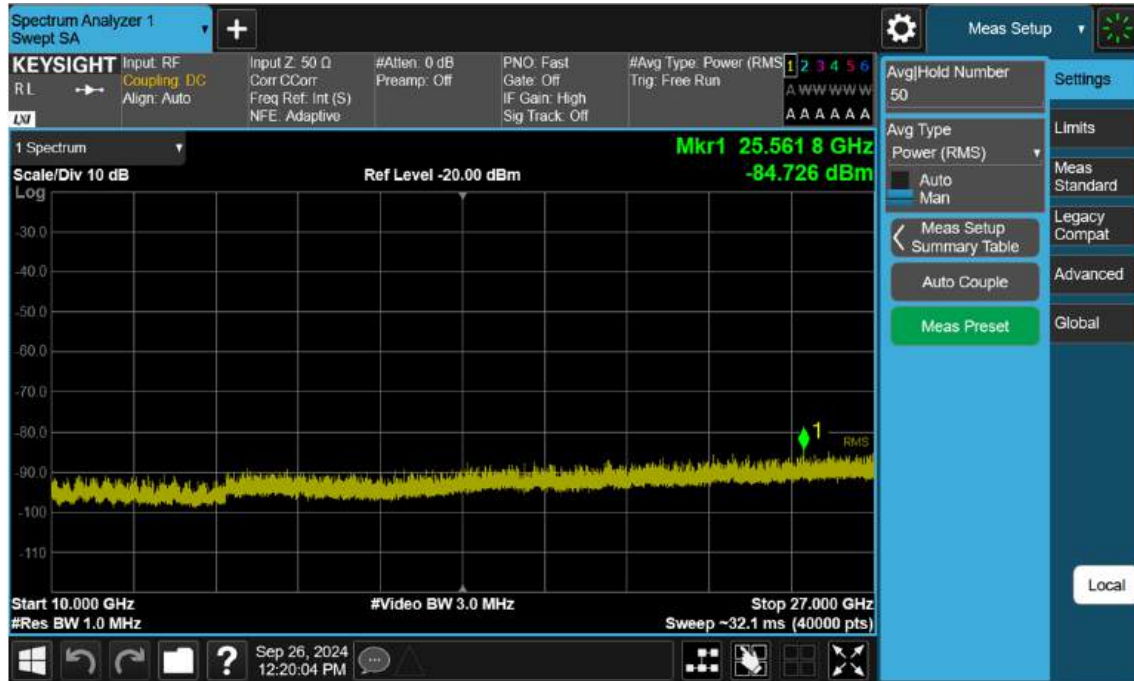 Spectrum Analyzer 1
Swept SA
Meas Setup
KEYSIGHT
RL
LXI
Input: RF
Coupling: DC
Align: Auto
Input Z: 50 Ω
Corr CCorr
Freq Ref: Int (S)
NFE: Adaptive
#Atten: 0 dB
Preamp: Off
PNO: Fast
Gate: Off
IF Gain: High
Sig Track: Off
#Avg Type: Power (RMS
Trig: Free Run
1 2 3 4 5 6
A W W W W W
A A A A A A
1 Spectrum
Scale/Div 10 dB
Log
Ref Level -20.00 dBm
Mkr1 25.561 8 GHz
-84.726 dBm
-30.0
-40.0
-50.0
-60.0
-70.0
-80.0
-90.0
-100
-110
1
RMS
Start 10.000 GHz
#Res BW 1.0 MHz
#Video BW 3.0 MHz
Stop 27.000 GHz
Sweep ~32.1 ms (40000 pts)
Avg|Hold Number
50
Avg Type
Power (RMS)
Auto
Man
Meas Setup
Summary Table
Auto Couple
Meas Preset
Settings
Limits
Meas
Standard
Legacy
Compat
Advanced
Global
Local
?
Sep 26, 2024
12:20:04 PM